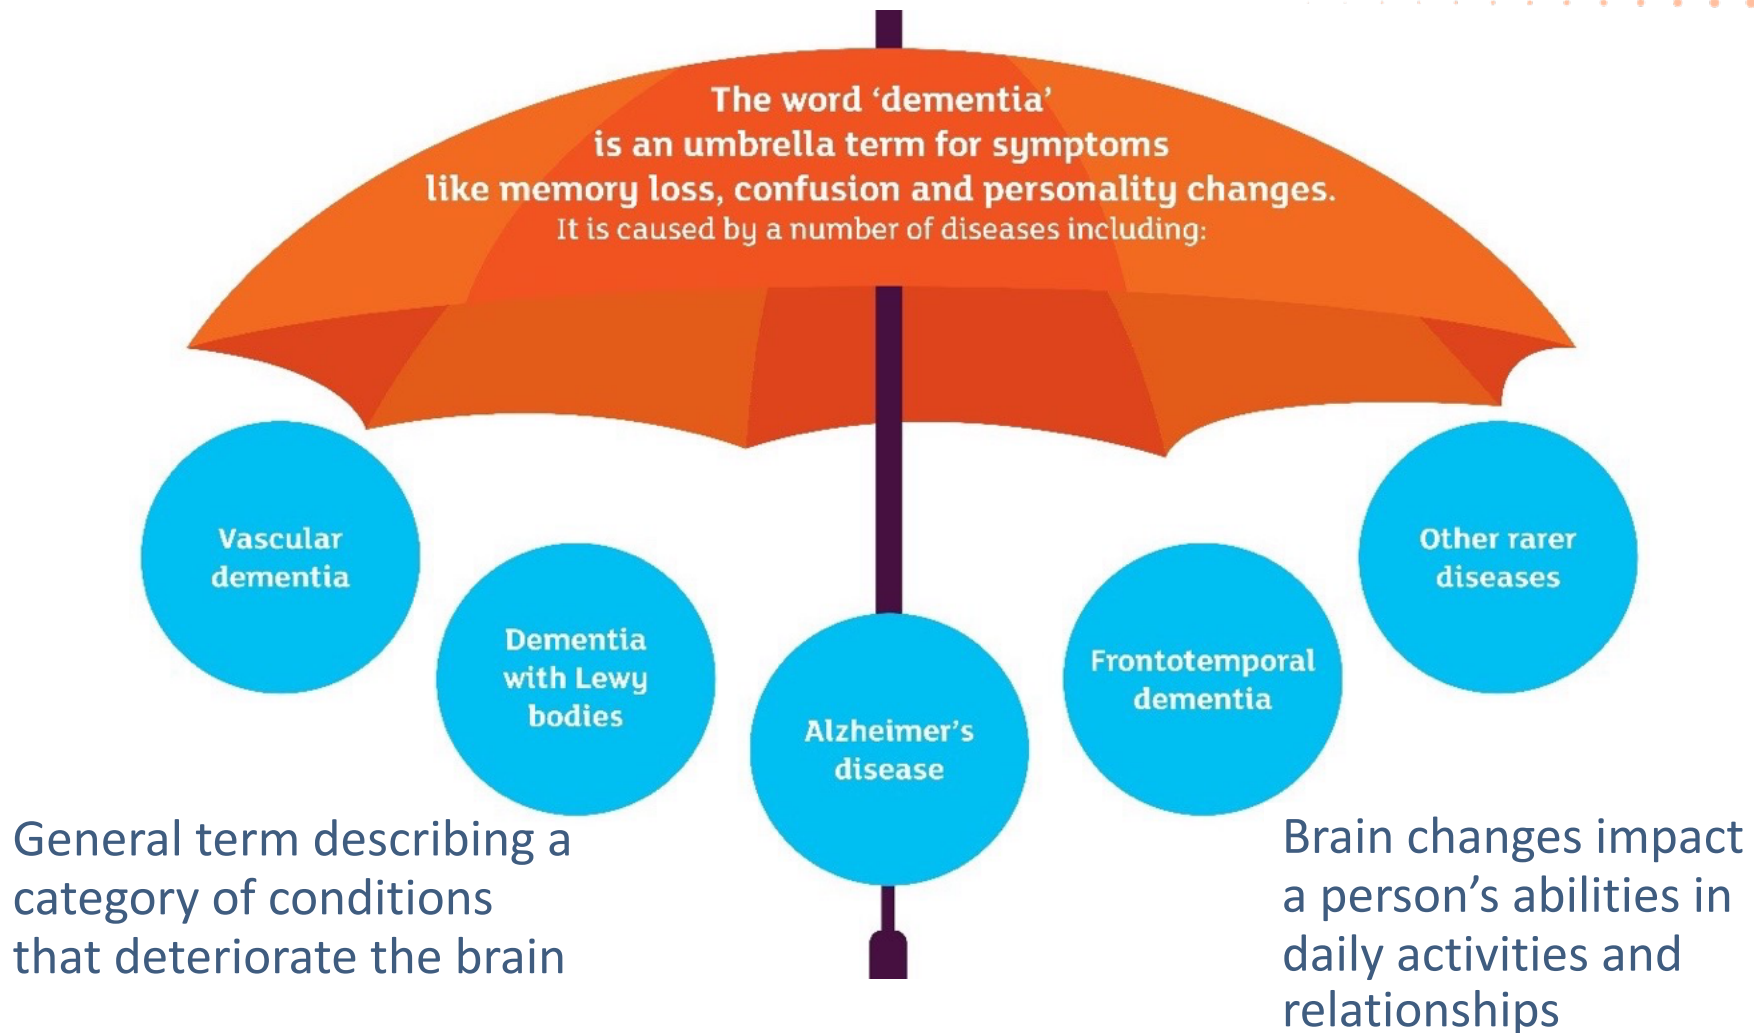 The word ‘dementia’
is an umbrella term for symptoms
like memory loss, confusion and personality changes.
It is caused by a number of diseases including:
Vascular
dementia
Dementia
with Lewy
bodies
Alzheimer’s
disease
Frontotemporal
dementia
Other rarer
diseases
General term describing a
category of conditions
that deteriorate the brain
Brain changes impact
a person’s abilities in
daily activities and
relationships